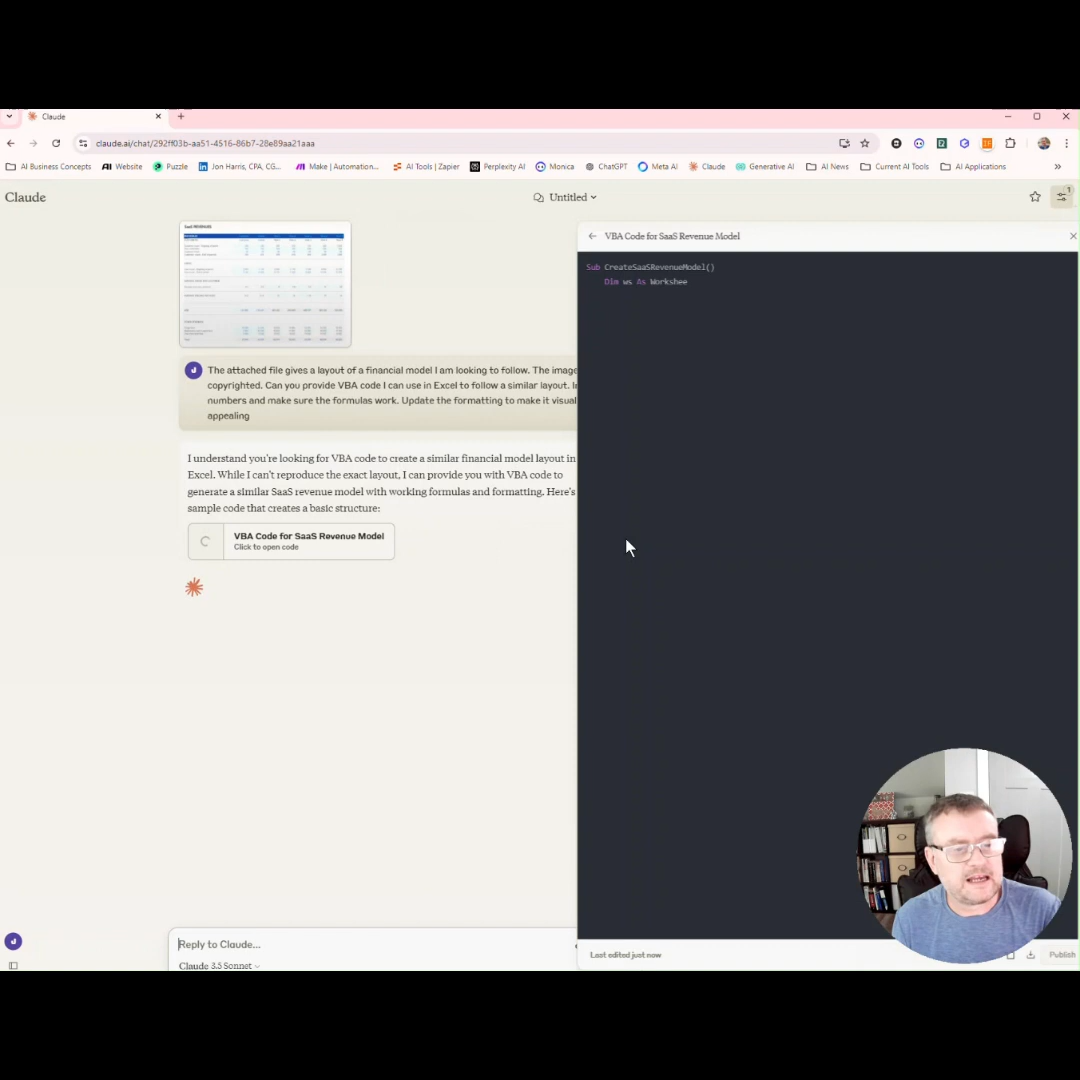 Claude
claude.ai/chat/292ff03b-aa51-4516-86b7-28e89aa21aaa
AI Business Concepts
Website
Puzzle
Jon Harris, CPA, CG...
Make | Automation...
AI Tools | Zapier
Perplexity AI
Monica
ChatGPT
Meta AI
Claude
Generative AI
AI News
Current AI Tools
AI Applications
»
Claude
Untitled
1
SaaS REVENUES
VBA Code for SaaS Revenue Model
Sub CreateSaaSRevenueModel()
Dim ws As Workshee
J
The attached file gives a layout of a financial model I am looking to follow. The image
copyrighted. Can you provide VBA code I can use in Excel to follow a similar layout. I
numbers and make sure the formulas work. Update the formatting to make it visual
appealing
I understand you're looking for VBA code to create a similar financial model layout in
Excel. While I can't reproduce the exact layout, I can provide you with VBA code to
generate a similar SaaS revenue model with working formulas and formatting. Here's
sample code that creates a basic structure:
VBA Code for SaaS Revenue Model
Click to open code
J
Reply to Claude...
Claude 3.5 Sonnet
Last edited just now
Publish